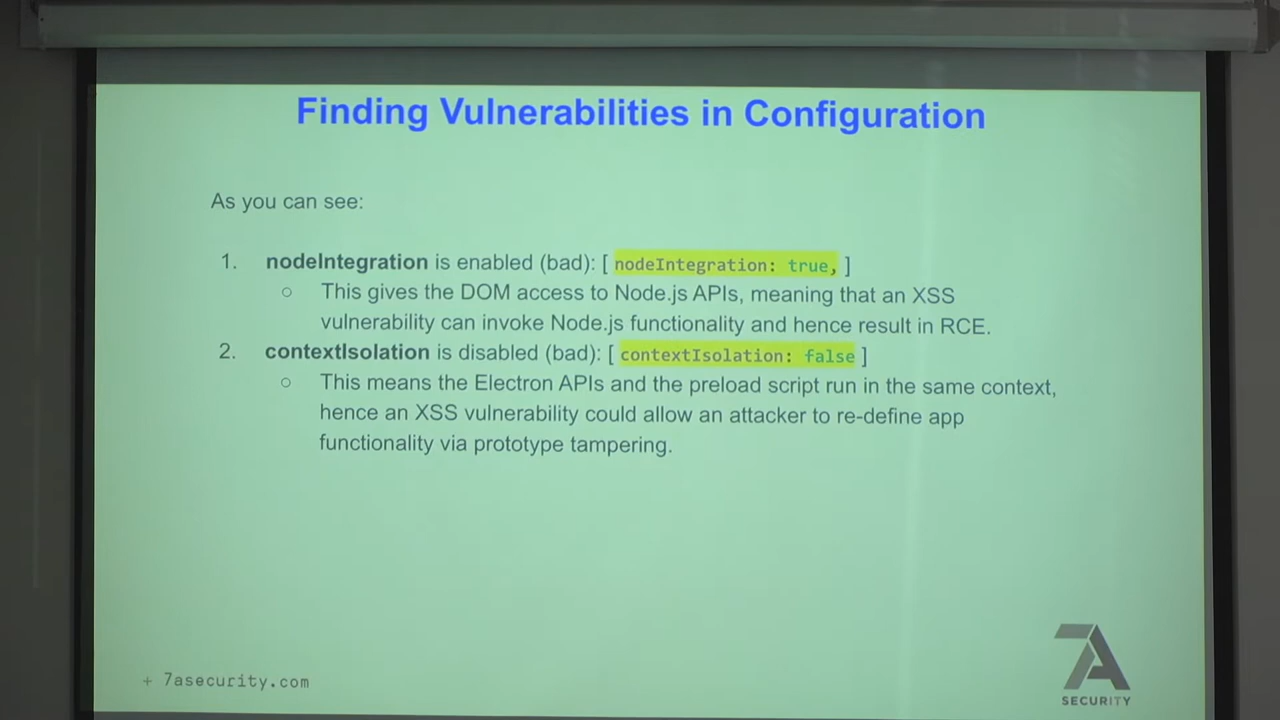 Finding Vulnerabilities in Configuration
As you can see:
1. nodeIntegration is enabled (bad): [ nodeIntegration: true, ]
○ This gives the DOM access to Node.js APIs, meaning that an XSS
vulnerability can invoke Node.js functionality and hence result in RCE.
2. contextIsolation is disabled (bad): [ contextIsolation: false ]
○ This means the Electron APIs and the preload script run in the same context,
hence an XSS vulnerability could allow an attacker to re-define app
functionality via prototype tampering.
+ 7asecurity.com
7A
SECURITY